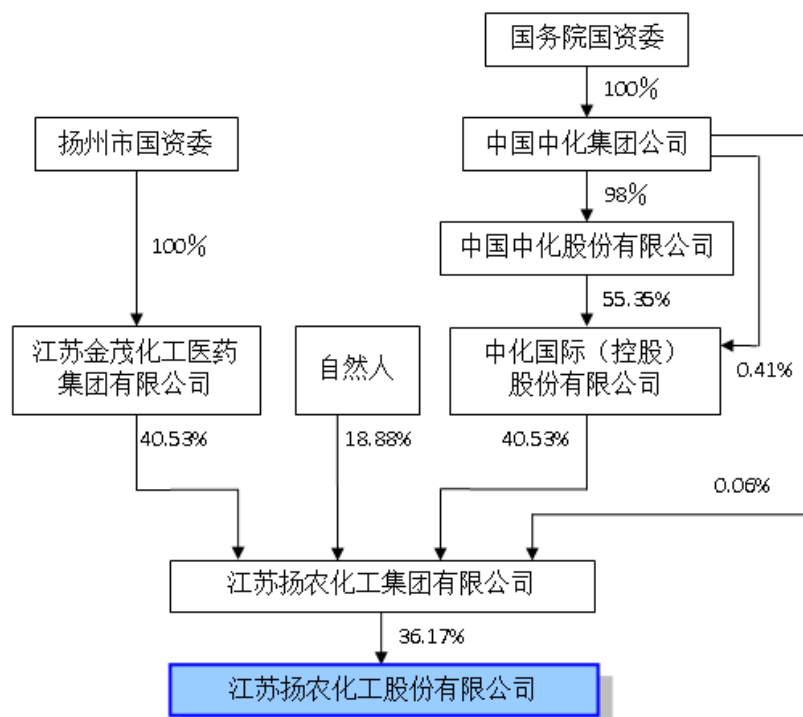 国务院国资委
100%
扬州市国资委
中国中化集团公司
98%
100%
中国中化股份有限公司
55.35%
江苏金茂化工医药
集团有限公司
自然人
中化国际（控股）
股份有限公司
0.41%
40.53%
18.88%
40.53%
0.06%
江苏扬农化工集团有限公司
36.17%
江苏扬农化工股份有限公司